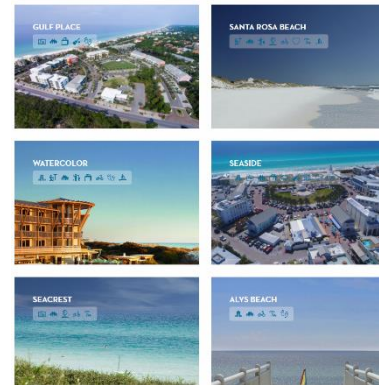 GULF PLACE
SANTA ROSA BEACH
WATERCOLOR
SEASIDE
SEACREST
ALYS BEACH